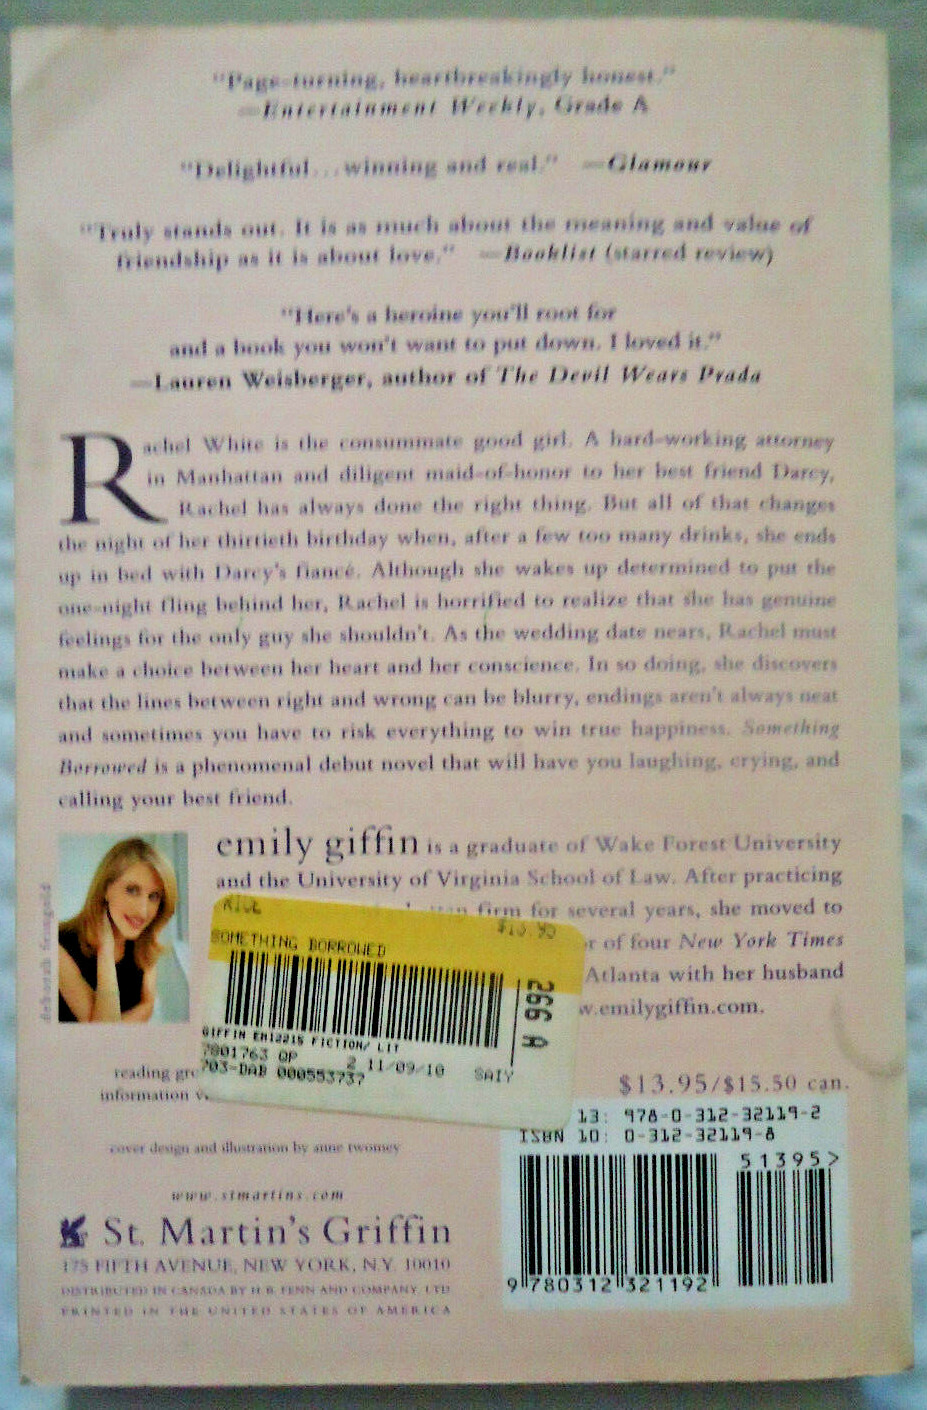 "Page-turning, heartbreakingly honest."
—Entertainment Weekly, Grade A
"Delightful...winning and real." —Glamour
"Truly stands out. It is as much about the meaning and value of
friendship as it is about love." —Booklist (starred review)
"Here's a heroine you'll root for
and a book you won't want to put down. I loved it."
—Lauren Weisberger, author of The Devil Wears Prada
Rachel White is the consummate good girl. A hard-working attorney
in Manhattan and diligent maid-of-honor to her best friend Darcy,
Rachel has always done the right thing. But all of that changes
the night of her thirtieth birthday when, after a few too many drinks, she ends
up in bed with Darcy's fiancé. Although she wakes up determined to put the
one-night fling behind her, Rachel is horrified to realize that she has genuine
feelings for the only guy she shouldn't. As the wedding date nears, Rachel must
make a choice between her heart and her conscience. In so doing, she discovers
that the lines between right and wrong can be blurry, endings aren't always neat
and sometimes you have to risk everything to win true happiness. Something
Borrowed is a phenomenal debut novel that will have you laughing, crying, and
calling your best friend.
emily giffin is a graduate of Wake Forest University
and the University of Virginia School of Law. After practicing
firm for several years, she moved to
of four New York Times
Atlanta with her husband
w.emilygiffin.com.
deborah feingold
$13.95
SOMETHING BORROWED
266 A
GIFFIN EM12215 FICTION/ LIT
7801763 QP
2 11/09/10 SAIY
703-DAB 000553737
reading gro
information v
$13.95/$15.50 can.
13: 978-0-312-32119-2
ISBN 10: 0-312-32119-8
51395>
9 780312 321192
cover design and illustration by anne twomey
www.stmartins.com
St. Martin's Griffin
175 FIFTH AVENUE, NEW YORK, N.Y. 10010
DISTRIBUTED IN CANADA BY H. B. FENN AND COMPANY, LTD.
PRINTED IN THE UNITED STATES OF AMERICA